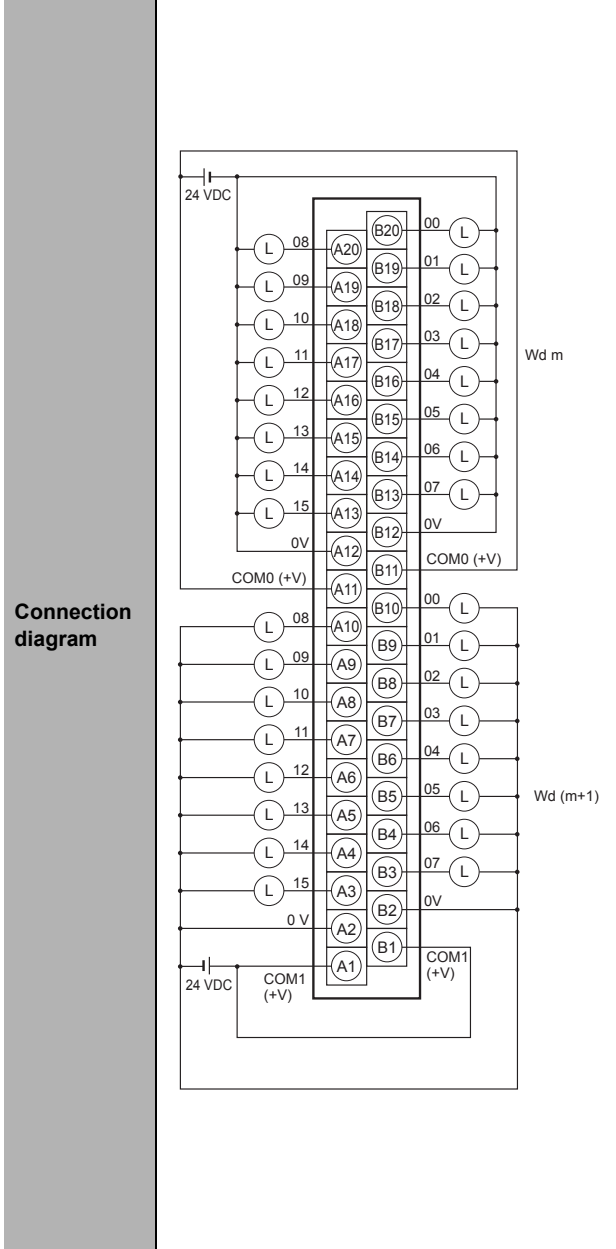 Connection
diagram
24 VDC
08 L A20 B20 00 L
09 L A19 B19 01 L
10 L A18 B18 02 L
11 L A17 B17 03 L
12 L A16 B16 04 L
13 L A15 B15 05 L
14 L A14 B14 06 L
15 L A13 B13 07 L
0V A12 B12 0V
COM0 (+V) A11 B11 COM0 (+V)
Wd m
08 L A10 B10 00 L
09 L A9 B9 01 L
10 L A8 B8 02 L
11 L A7 B7 03 L
12 L A6 B6 04 L
13 L A5 B5 05 L
14 L A4 B4 06 L
15 L A3 B3 07 L
0 V A2 B2 0V
Wd (m+1)
24 VDC
COM1
(+V)
A1 B1
COM1
(+V)